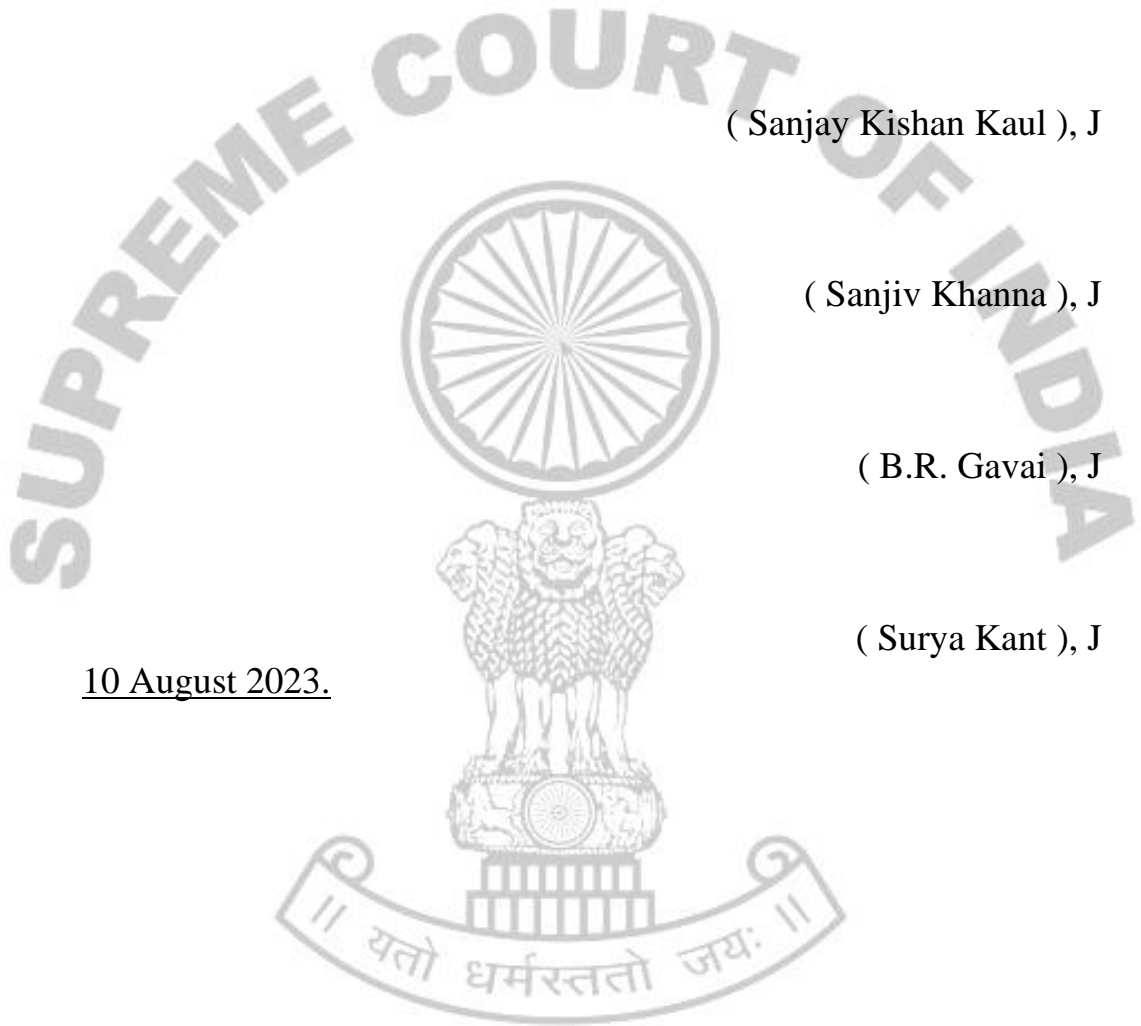 SUPREME COURT OF INDIA
( Sanjay Kishan Kaul ), J
( Sanjiv Khanna ), J
( B.R. Gavai ), J
( Surya Kant ), J
10 August 2023.
॥ यतो धर्मस्ततो जयः ॥